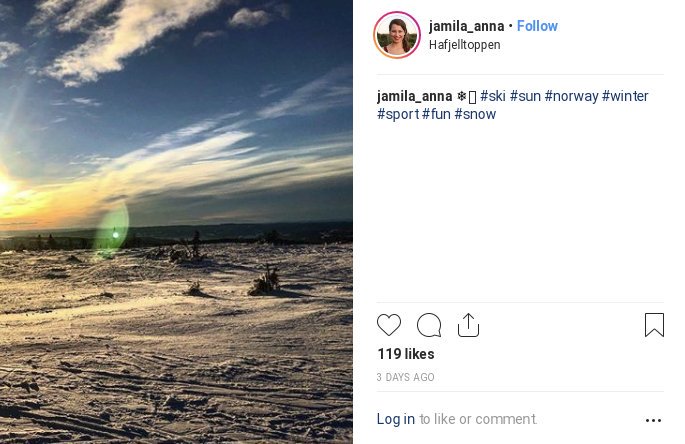 jamila_anna • Follow
Hafjelltoppen
jamila_anna ❄ #ski #sun #norway #winter
#sport #fun #snow
119 likes
3 DAYS AGO
Log in to like or comment.